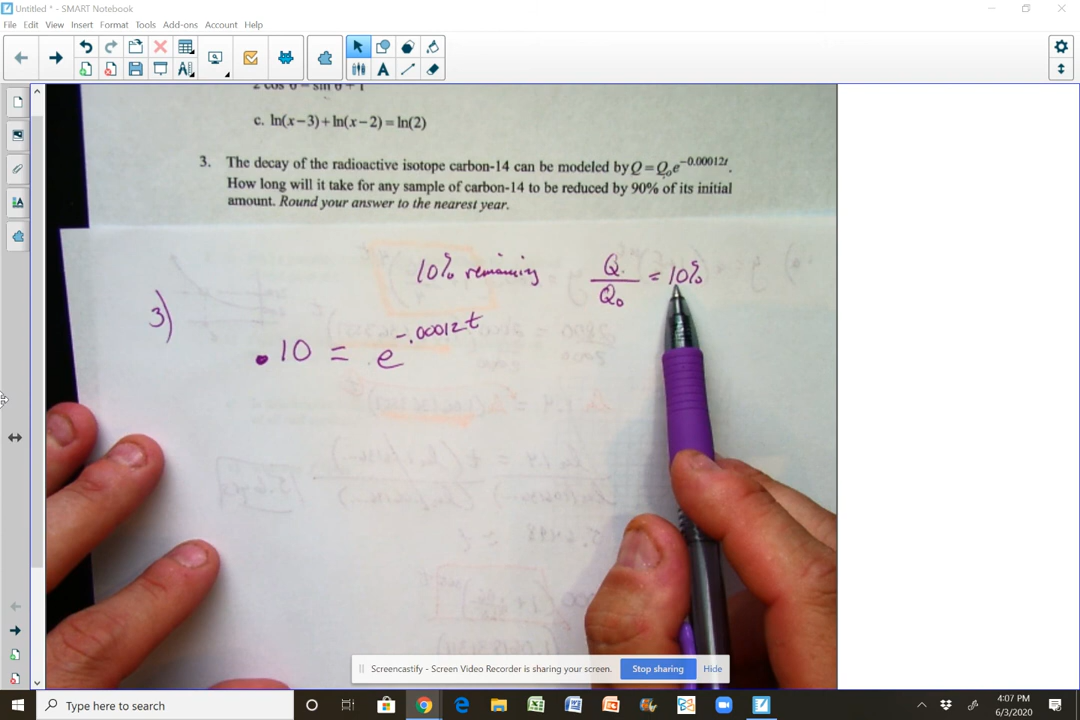 Untitled * - SMART Notebook
File Edit View Insert Format Tools Add-ons Account Help
2 cos θ = sin θ + 1
c. ln(x−3)+ln(x−2)=ln(2)
3. The decay of the radioactive isotope carbon-14 can be modeled by Q=Q₀e^−0.00012t.
How long will it take for any sample of carbon-14 to be reduced by 90% of its initial
amount. Round your answer to the nearest year.
10% remaining Q/Q₀ = 10%
3)
.10 = e^−.00012t
Screencastify - Screen Video Recorder is sharing your screen. Stop sharing Hide
Type here to search
4:07 PM
6/3/2020